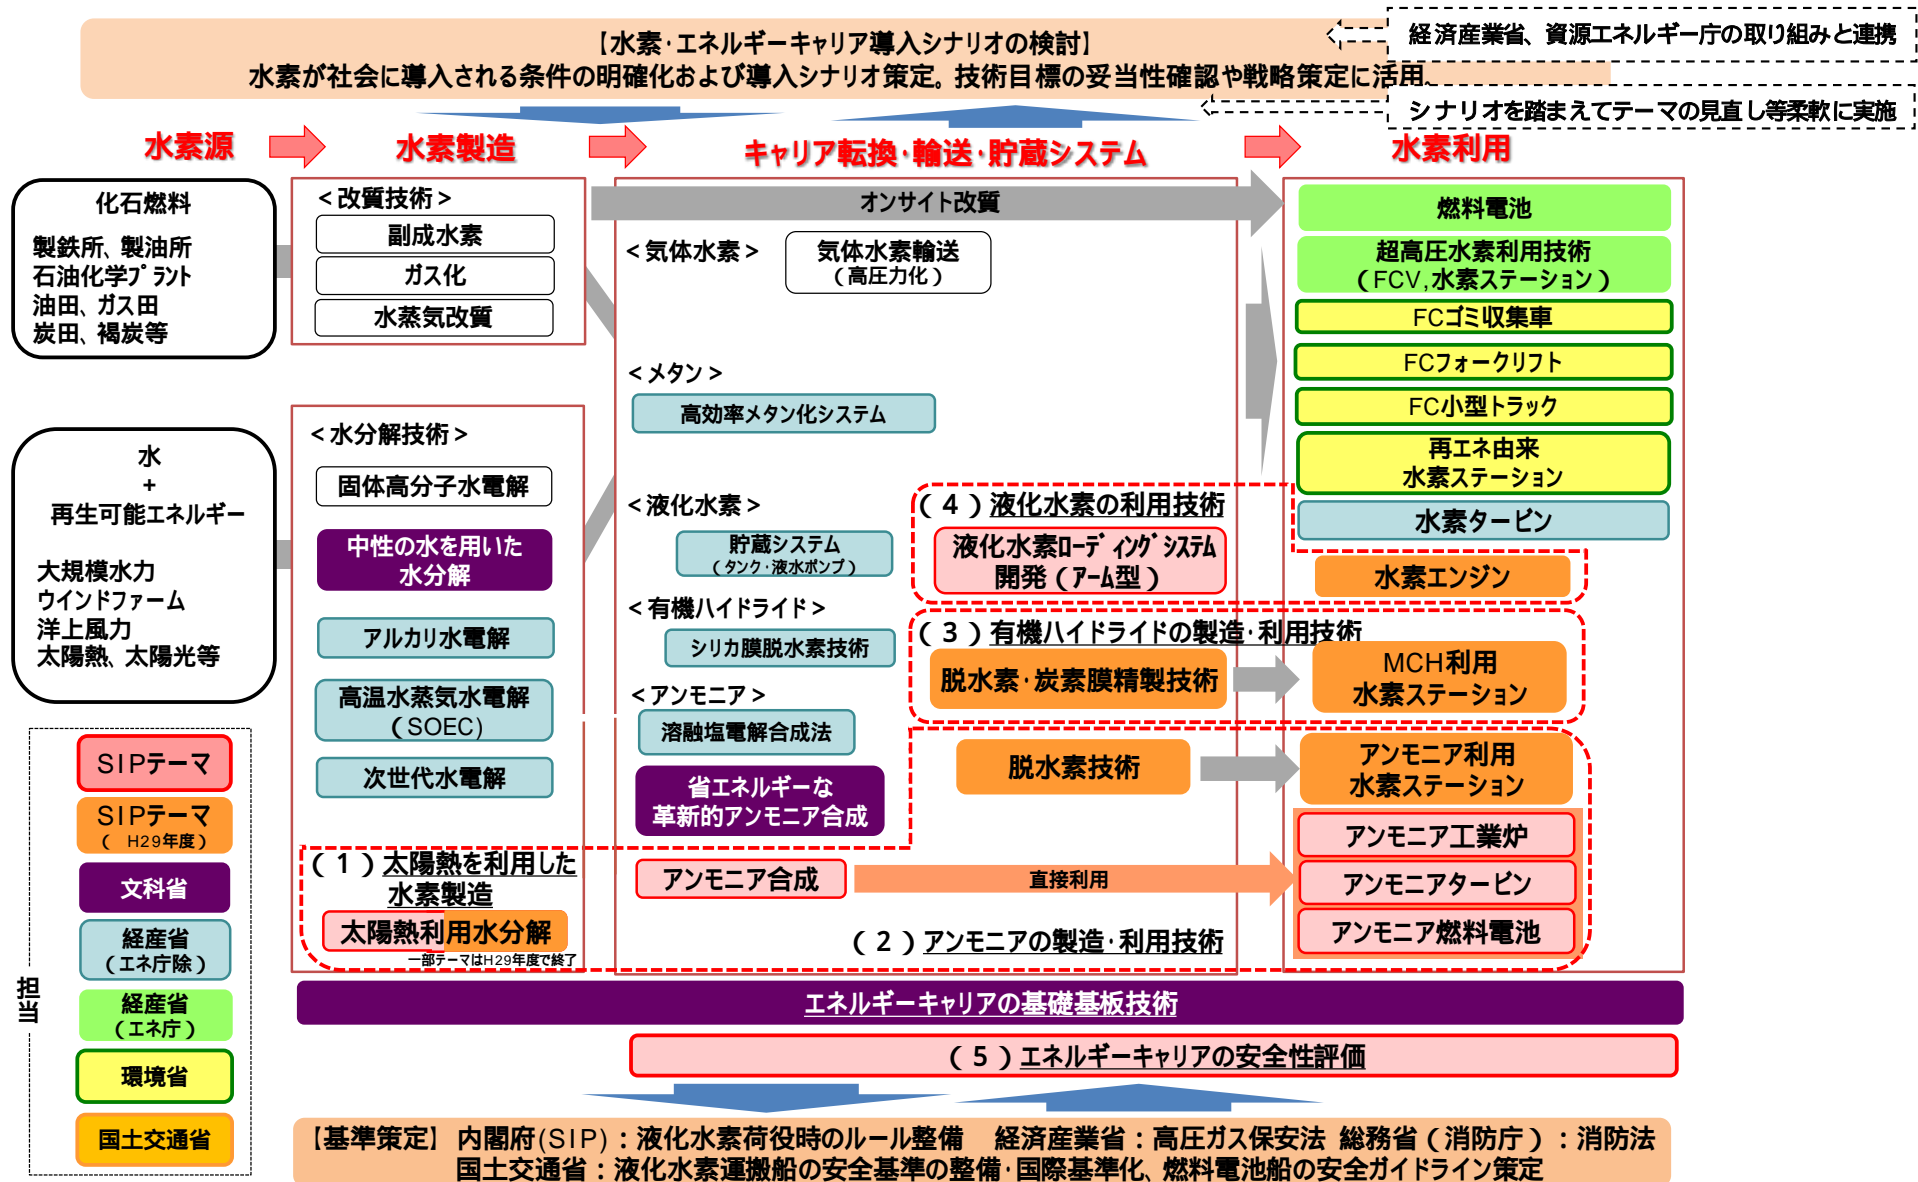 【水素･エネルギーキャリア導入シナリオの検討】
水素が社会に導入される条件の明確化および導入シナリオ策定。技術目標の妥当性確認や戦略策定に活用。
経済産業省、資源エネルギー庁の取り組みと連携
シナリオを踏まえてテーマの見直し等柔軟に実施
水素源
水素製造
キャリア転換･輸送･貯蔵システム
水素利用
化石燃料
製鉄所、製油所
石油化学プラント
油田、ガス田
炭田、褐炭等
水
+
再生可能エネルギー
大規模水力
ウインドファーム
洋上風力
太陽熱、太陽光等
<改質技術>
副成水素
ガス化
水蒸気改質
<水分解技術>
固体高分子水電解
中性の水を用いた
水分解
アルカリ水電解
高温水蒸気水電解
(SOEC)
次世代水電解
(1)太陽熱を利用した
水素製造
太陽熱利用水分解
一部テーマはH29年度で終了
オンサイト改質
<気体水素>
気体水素輸送
(高圧力化)
<メタン>
高効率メタン化システム
<液化水素>
貯蔵システム
(タンク･液水ポンプ)
<有機ハイドライド>
シリカ膜脱水素技術
<アンモニア>
溶融塩電解合成法
省エネルギーな
革新的アンモニア合成
アンモニア合成
直接利用
(4)液化水素の利用技術
液化水素ローディングシステム
開発(アーム型)
(3)有機ハイドライドの製造･利用技術
脱水素･炭素膜精製技術
脱水素技術
(2)アンモニアの製造･利用技術
燃料電池
超高圧水素利用技術
(FCV,水素ステーション)
FCゴミ収集車
FCフォークリフト
FC小型トラック
再エネ由来
水素ステーション
水素タービン
水素エンジン
MCH利用
水素ステーション
アンモニア利用
水素ステーション
アンモニア工業炉
アンモニアタービン
アンモニア燃料電池
エネルギーキャリアの基礎基板技術
(5)エネルギーキャリアの安全性評価
【基準策定】 内閣府(SIP):液化水素荷役時のルール整備 経済産業省:高圧ガス保安法 総務省(消防庁):消防法
国土交通省:液化水素運搬船の安全基準の整備･国際基準化、燃料電池船の安全ガイドライン策定
担当
SIPテーマ
SIPテーマ
( H29年度)
文科省
経産省
(エネ庁除)
経産省
(エネ庁)
環境省
国土交通省